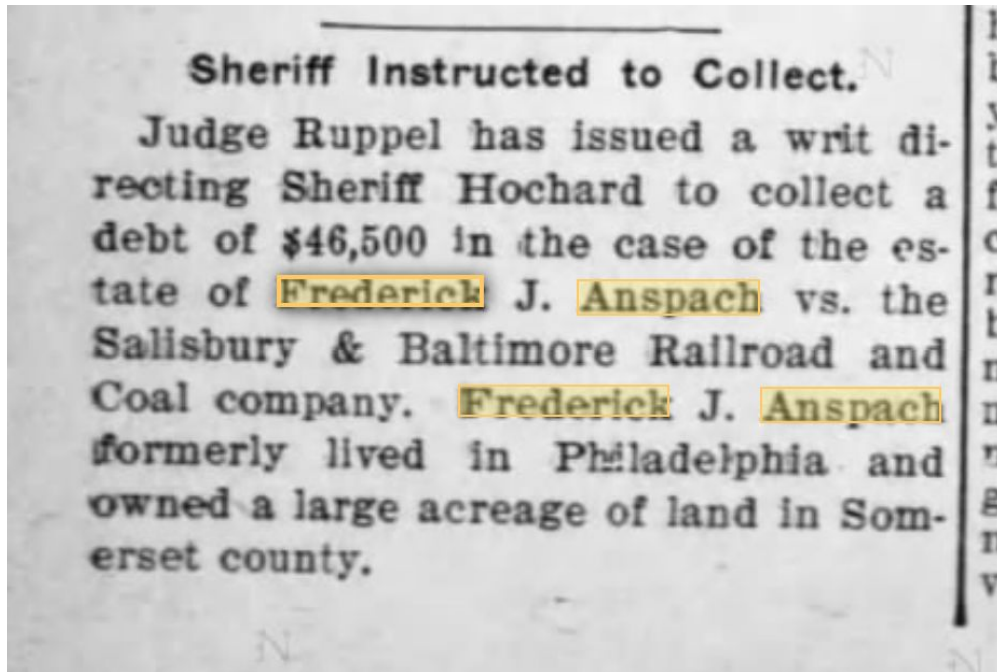 Sheriff Instructed to Collect.
Judge Ruppel has issued a writ di-
recting Sheriff Hochard to collect a
debt of $46,500 in the case of the es-
tate of Frederick J. Anspach vs. the
Salisbury & Baltimore Railroad and
Coal company. Frederick J. Anspach
formerly lived in Philadelphia and
owned a large acreage of land in Som-
erset county.